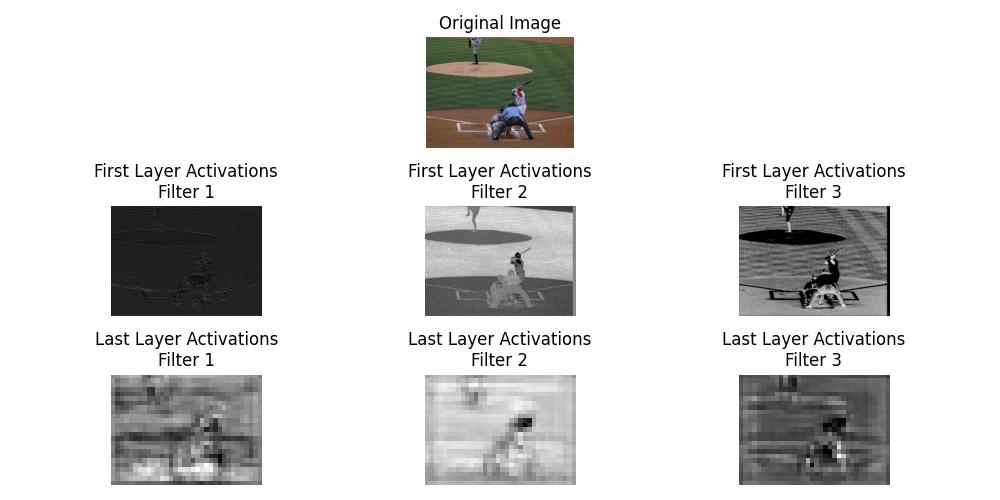 Original Image
First Layer Activations
Filter 1
First Layer Activations
Filter 2
First Layer Activations
Filter 3
Last Layer Activations
Filter 1
Last Layer Activations
Filter 2
Last Layer Activations
Filter 3